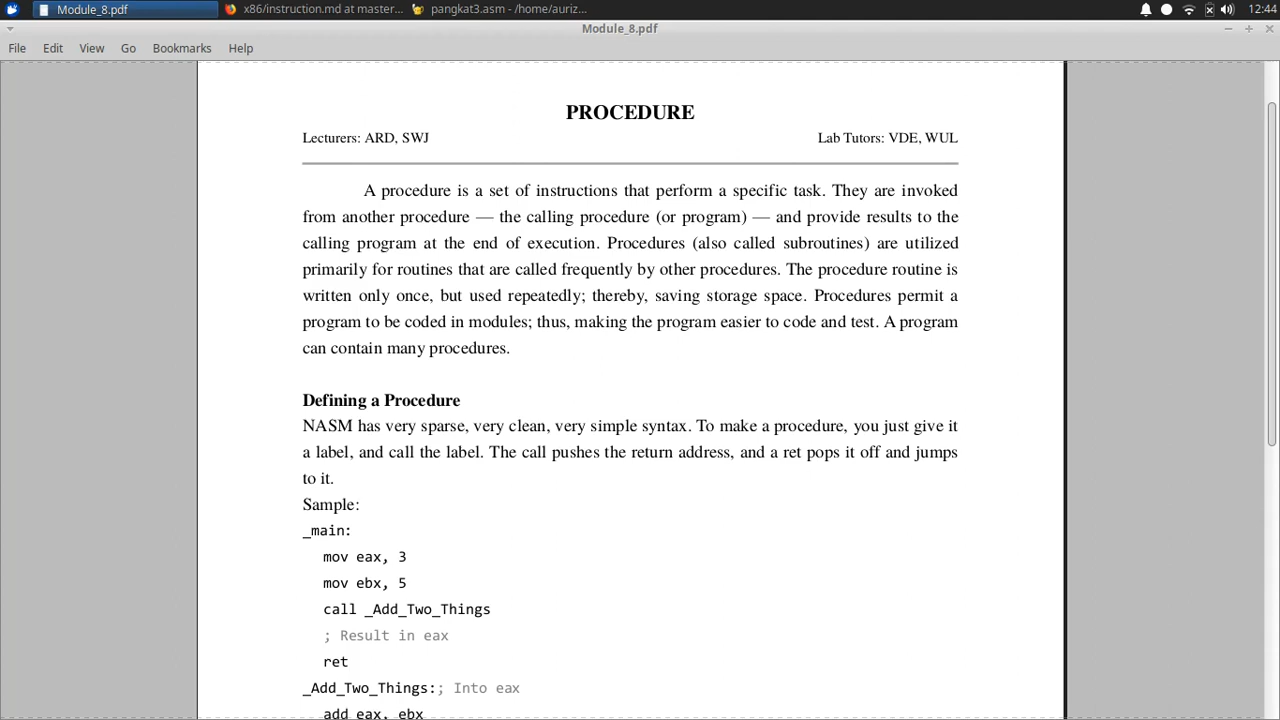 Module_8.pdf
x86/instruction.md at master...
pangkat3.asm - /home/auriz...
12:44
Module_8.pdf
File Edit View Go Bookmarks Help
PROCEDURE
Lecturers: ARD, SWJ Lab Tutors: VDE, WUL
A procedure is a set of instructions that perform a specific task. They are invoked
from another procedure — the calling procedure (or program) — and provide results to the
calling program at the end of execution. Procedures (also called subroutines) are utilized
primarily for routines that are called frequently by other procedures. The procedure routine is
written only once, but used repeatedly; thereby, saving storage space. Procedures permit a
program to be coded in modules; thus, making the program easier to code and test. A program
can contain many procedures.
Defining a Procedure
NASM has very sparse, very clean, very simple syntax. To make a procedure, you just give it
a label, and call the label. The call pushes the return address, and a ret pops it off and jumps
to it.
Sample:
_main:
mov eax, 3
mov ebx, 5
call _Add_Two_Things
; Result in eax
ret
_Add_Two_Things:; Into eax
add eax, ebx